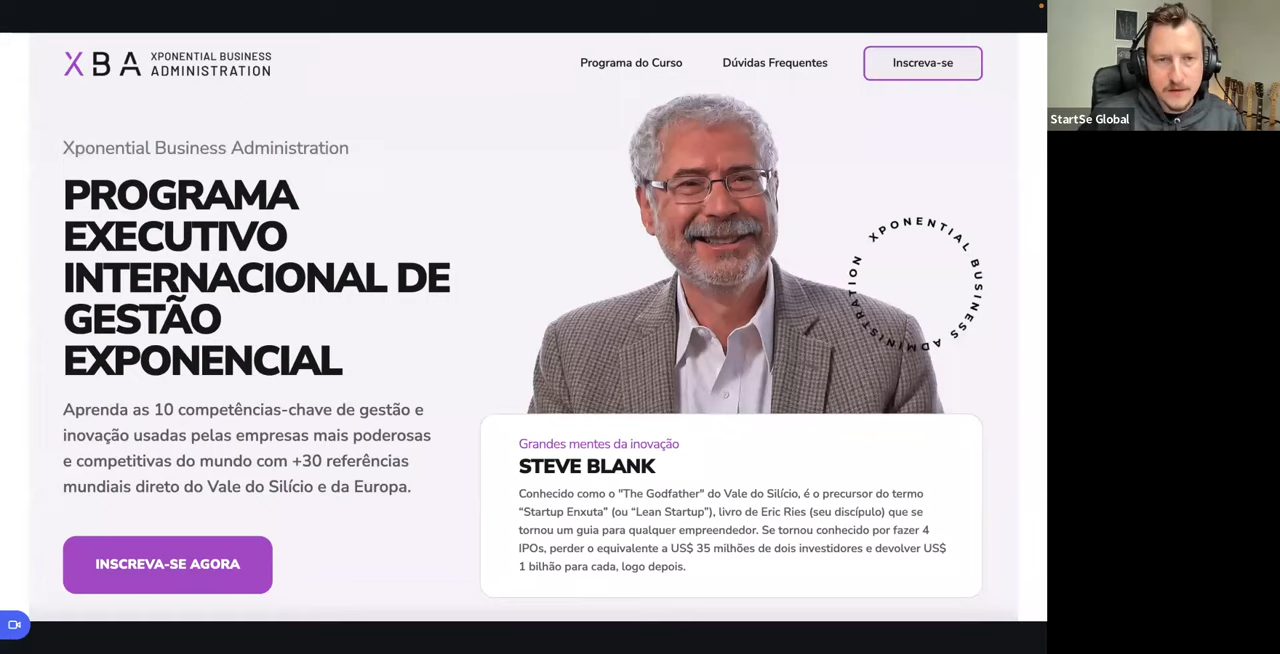 XBA XPONENTIAL BUSINESS
ADMINISTRATION
Programa do Curso
Dúvidas Frequentes
Inscreva-se
Xponential Business Administration
PROGRAMA
EXECUTIVO
INTERNACIONAL DE
GESTÃO
EXPONENCIAL
Aprenda as 10 competências-chave de gestão e
inovação usadas pelas empresas mais poderosas
e competitivas do mundo com +30 referências
mundiais direto do Vale do Silício e da Europa.
INSCREVA-SE AGORA
XPONENTIAL BUSINESS ADMINISTRATION
Grandes mentes da inovação
STEVE BLANK
Conhecido como o "The Godfather" do Vale do Silício, é o precursor do termo
“Startup Enxuta” (ou “Lean Startup”), livro de Eric Ries (seu discípulo) que se
tornou um guia para qualquer empreendedor. Se tornou conhecido por fazer 4
IPOs, perder o equivalente a US$ 35 milhões de dois investidores e devolver US$
1 bilhão para cada, logo depois.
StartSe Global